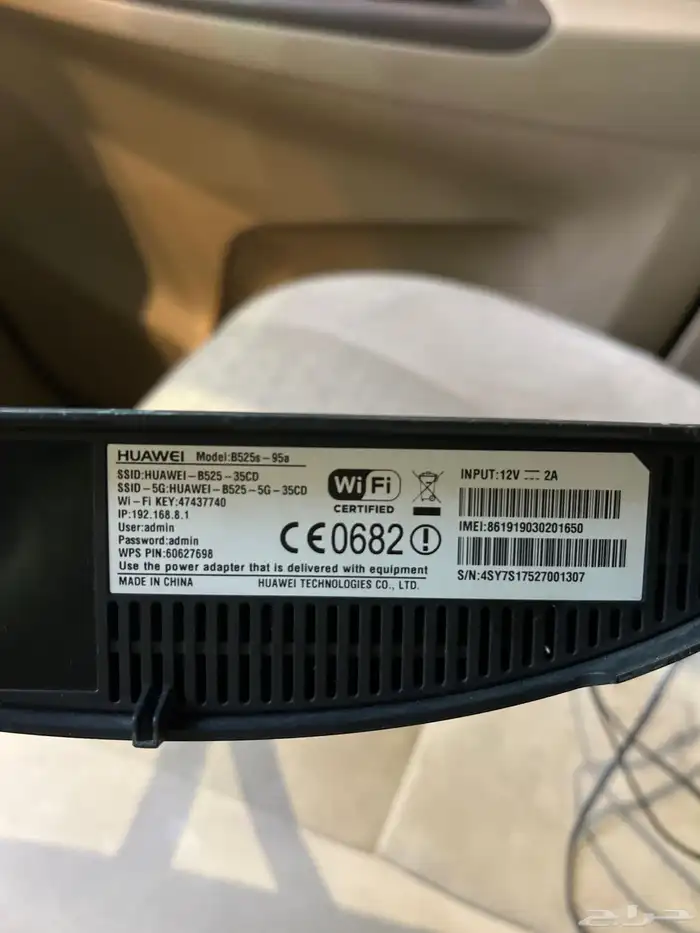 HUAWEI Model:B525s-95a
SSID:HUAWEI-B525-35CD
SSID-5G:HUAWEI-B525-5G-35CD
Wi-Fi KEY:47437740
IP:192.168.8.1
User:admin
Password:admin
WPS PIN:60627698
Use the power adapter that is delivered with equipment
MADE IN CHINA HUAWEI TECHNOLOGIES CO., LTD.
Wi Fi
CERTIFIED
CE0682
INPUT:12V ⎓ 2A
IMEI:861919030201650
S/N:4SY7S17527001307
حراج